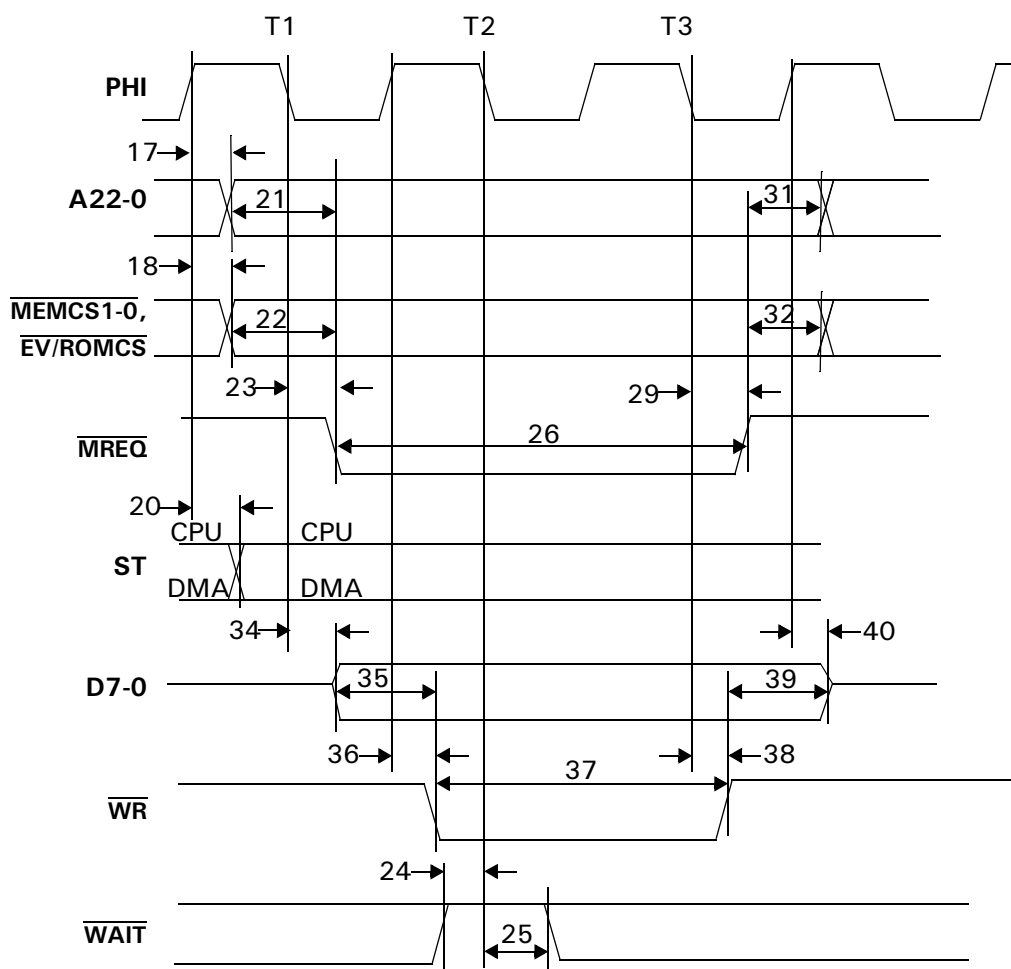 T1 T2 T3
PHI
17
A22-0 21 31
18
MEMCS1-0,
EV/ROMCS 22 32
23 29
MREQ 26
20
CPU CPU
ST
DMA DMA
34 40
D7-0 35 39
36 37 38
WR
24
WAIT 25